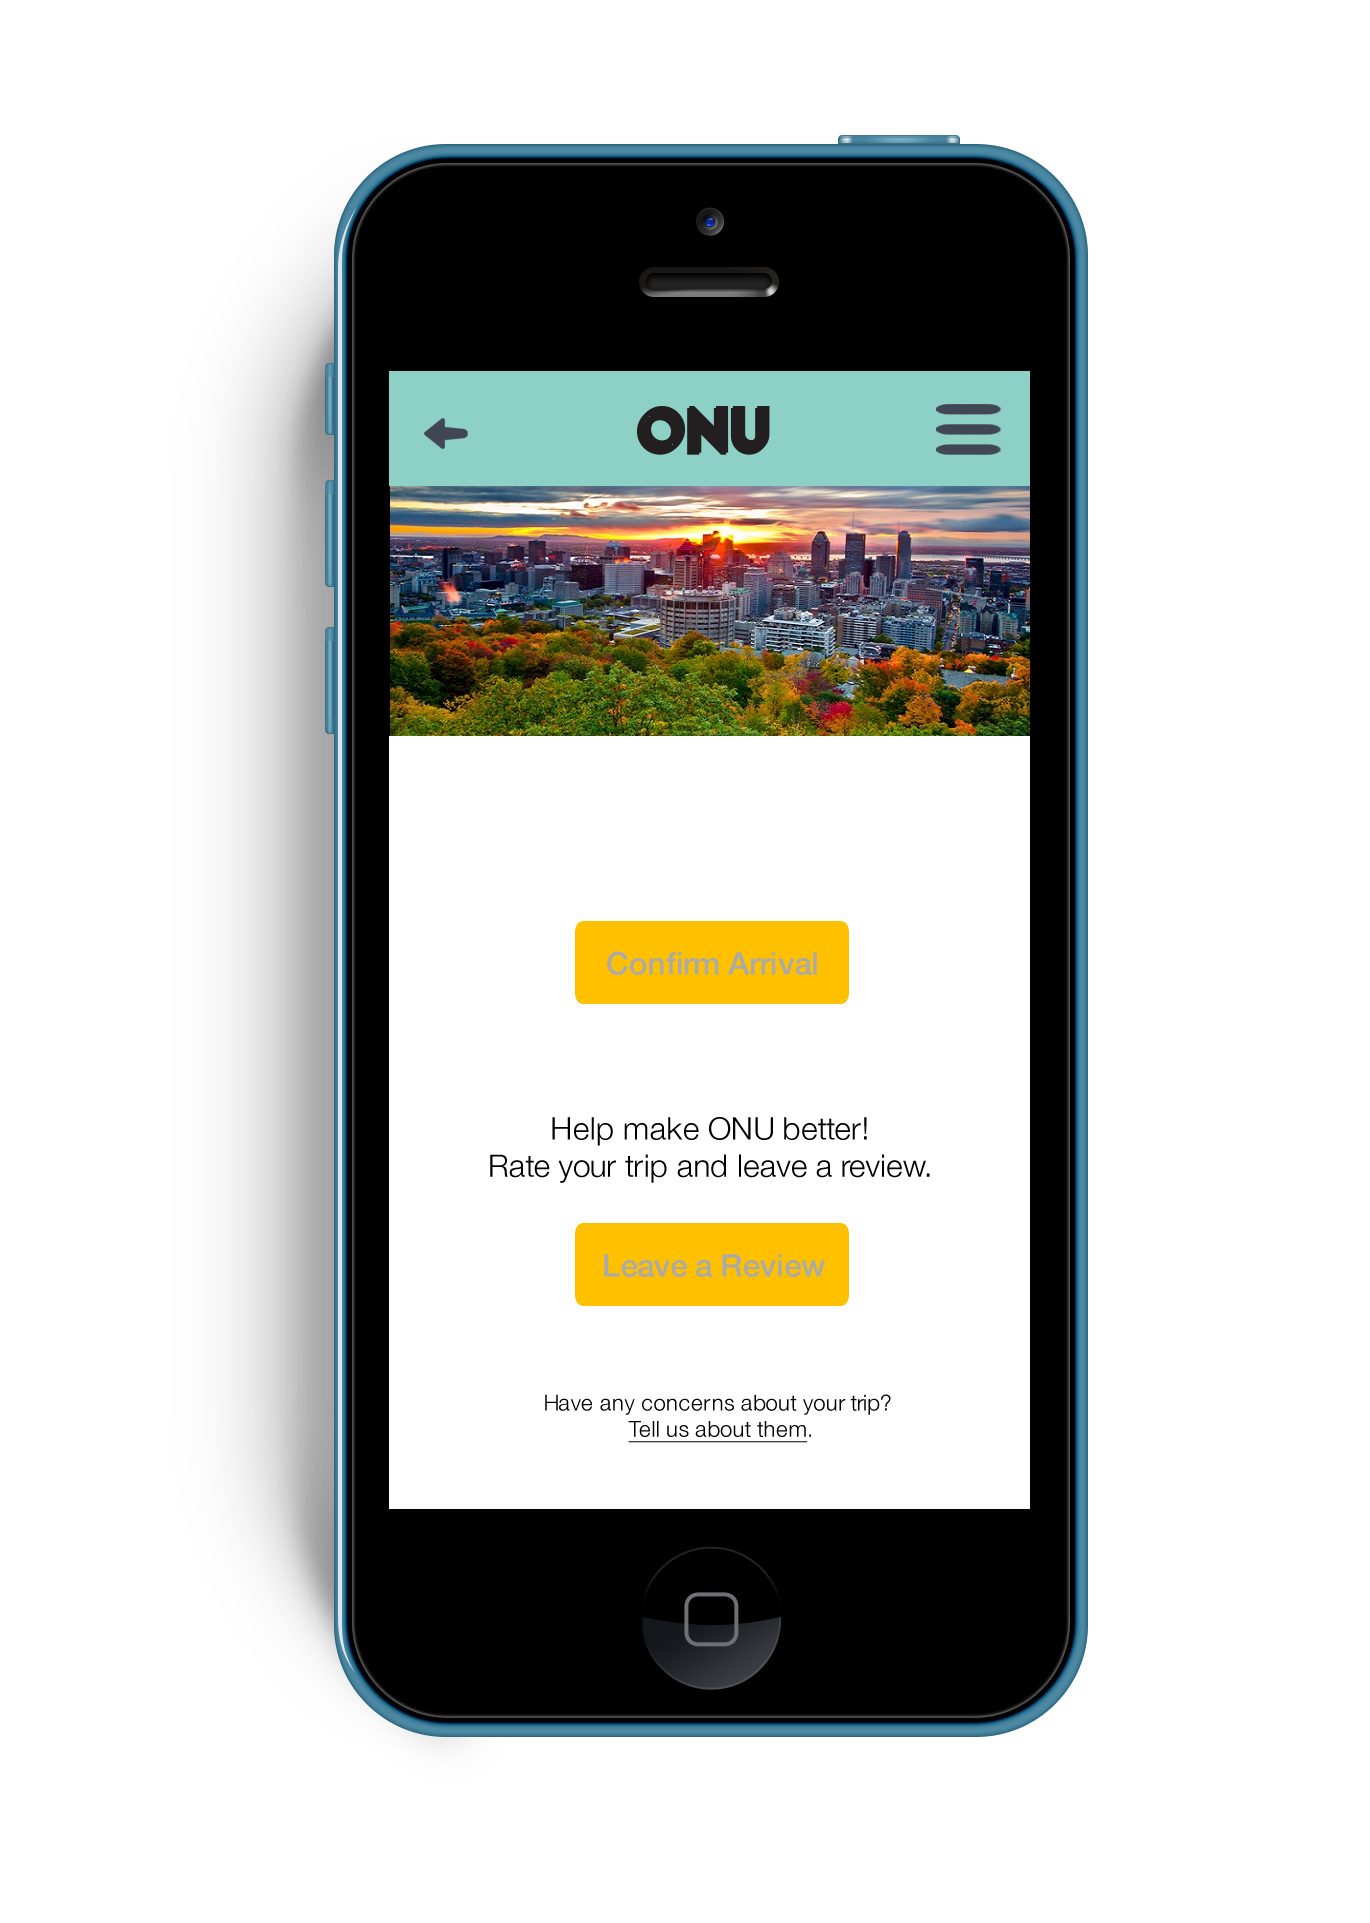 ONU
Confirm Arrival
Help make ONU better!
Rate your trip and leave a review.
Leave a Review
Have any concerns about your trip?
Tell us about them.